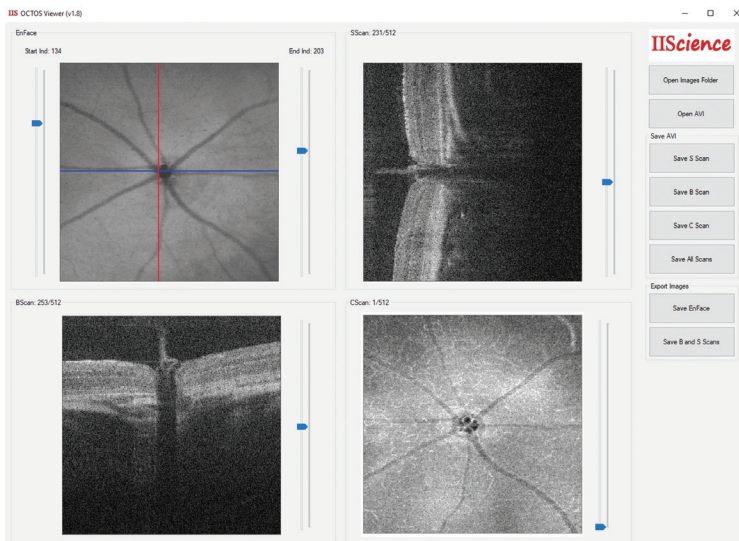 IIS OCTOS Viewer (v1.8)
EnFace
Start Ind: 134
End Ind: 203
SScan: 231/512
BScan: 253/512
CScan: 1/512
IIScience
Open Images Folder
Open AVI
Save AVI
Save S Scan
Save B Scan
Save C Scan
Save All Scans
Export Images
Save EnFace
Save B and S Scans